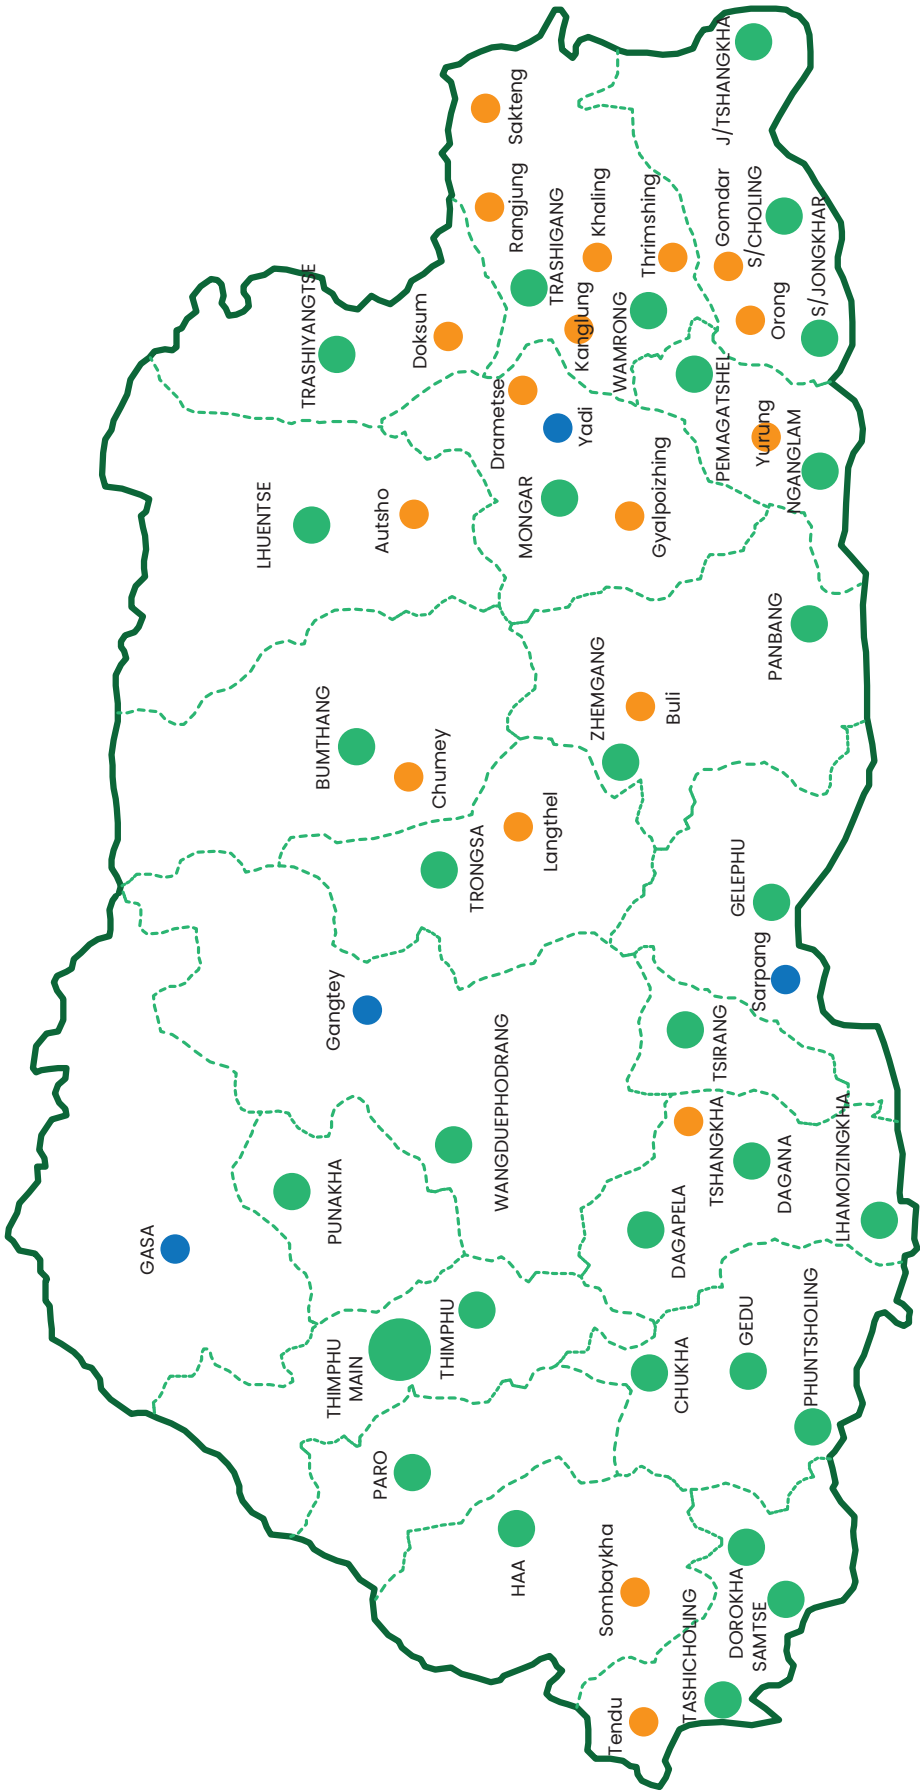 GASA
PUNAKHA
Gangtey
WANGDUEPHODRANG
THIMPHU
MAIN
THIMPHU
PARO
HAA
Sombaykha
Tendu
TASHICHOLING
DOROKHA
SAMTSE
CHUKHA
GEDU
PHUNTSHOLING
DAGAPELA
TSHANGKHA
DAGANA
LHAMOIZINGKHA
TSIRANG
Sarpang
GELEPHU
TRONGSA
Langthel
BUMTHANG
Chumey
ZHEMGANG
Buli
PANBANG
LHUENTSE
Autsho
MONGAR
Gyalpoizhing
Yadi
Drametse
TRASHIYANGTSE
Doksum
Rangjung
Sakteng
TRASHIGANG
Khaling
Kanglung
Thrimshing
WAMRONG
PEMAGATSHEL
Yurung
NGANGLAM
Gomdar
S/CHOLING
Orong
S/JONGKHAR
J/TSHANGKHA